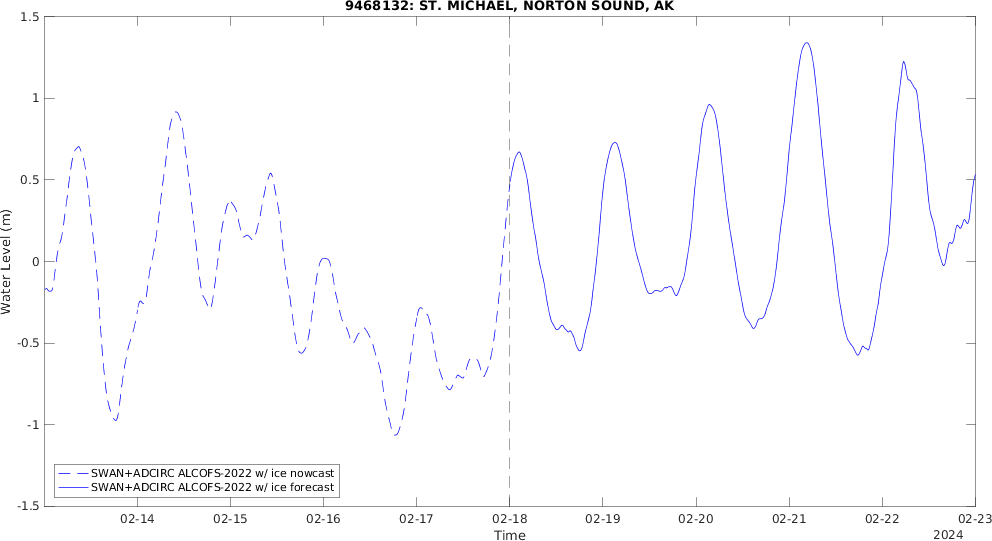 9468132: ST. MICHAEL, NORTON SOUND, AK
1.5
1
0.5
0
-0.5
-1
-1.5
Water Level (m)
SWAN+ADCIRC ALCOFS-2022 w/ ice nowcast
SWAN+ADCIRC ALCOFS-2022 w/ ice forecast
02-14 02-15 02-16 02-17 02-18 02-19 02-20 02-21 02-22 02-23
Time
2024